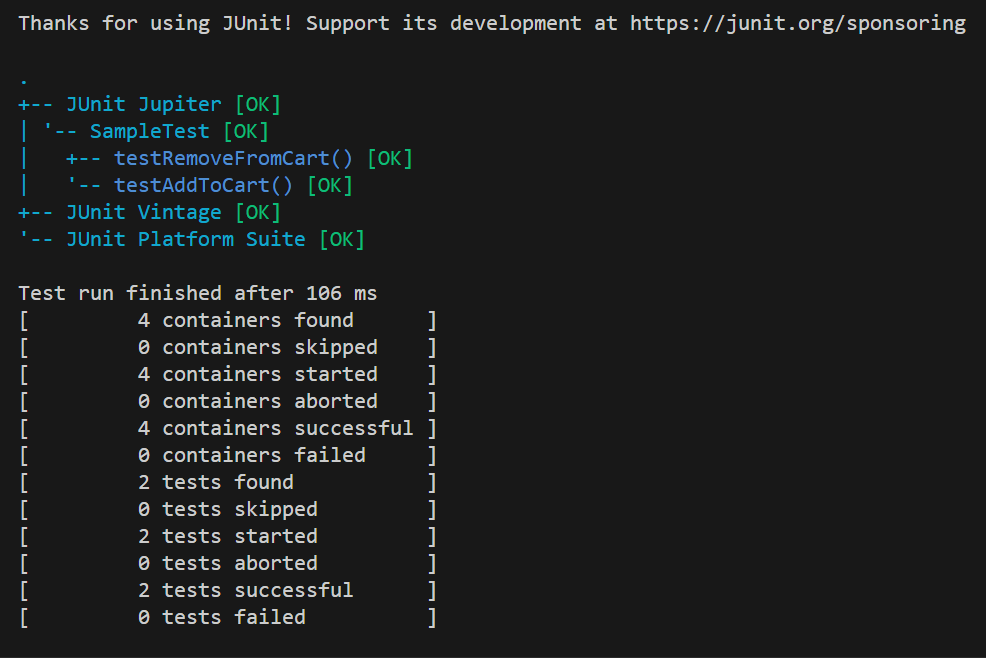 Thanks for using JUnit! Support its development at https://junit.org/sponsoring

.
+-- JUnit Jupiter [OK]
| '-- SampleTest [OK]
|   +-- testRemoveFromCart() [OK]
|   '-- testAddToCart() [OK]
+-- JUnit Vintage [OK]
'-- JUnit Platform Suite [OK]

Test run finished after 106 ms
[         4 containers found      ]
[         0 containers skipped    ]
[         4 containers started    ]
[         0 containers aborted    ]
[         4 containers successful ]
[         0 containers failed     ]
[         2 tests found           ]
[         0 tests skipped         ]
[         2 tests started         ]
[         0 tests aborted         ]
[         2 tests successful      ]
[         0 tests failed          ]